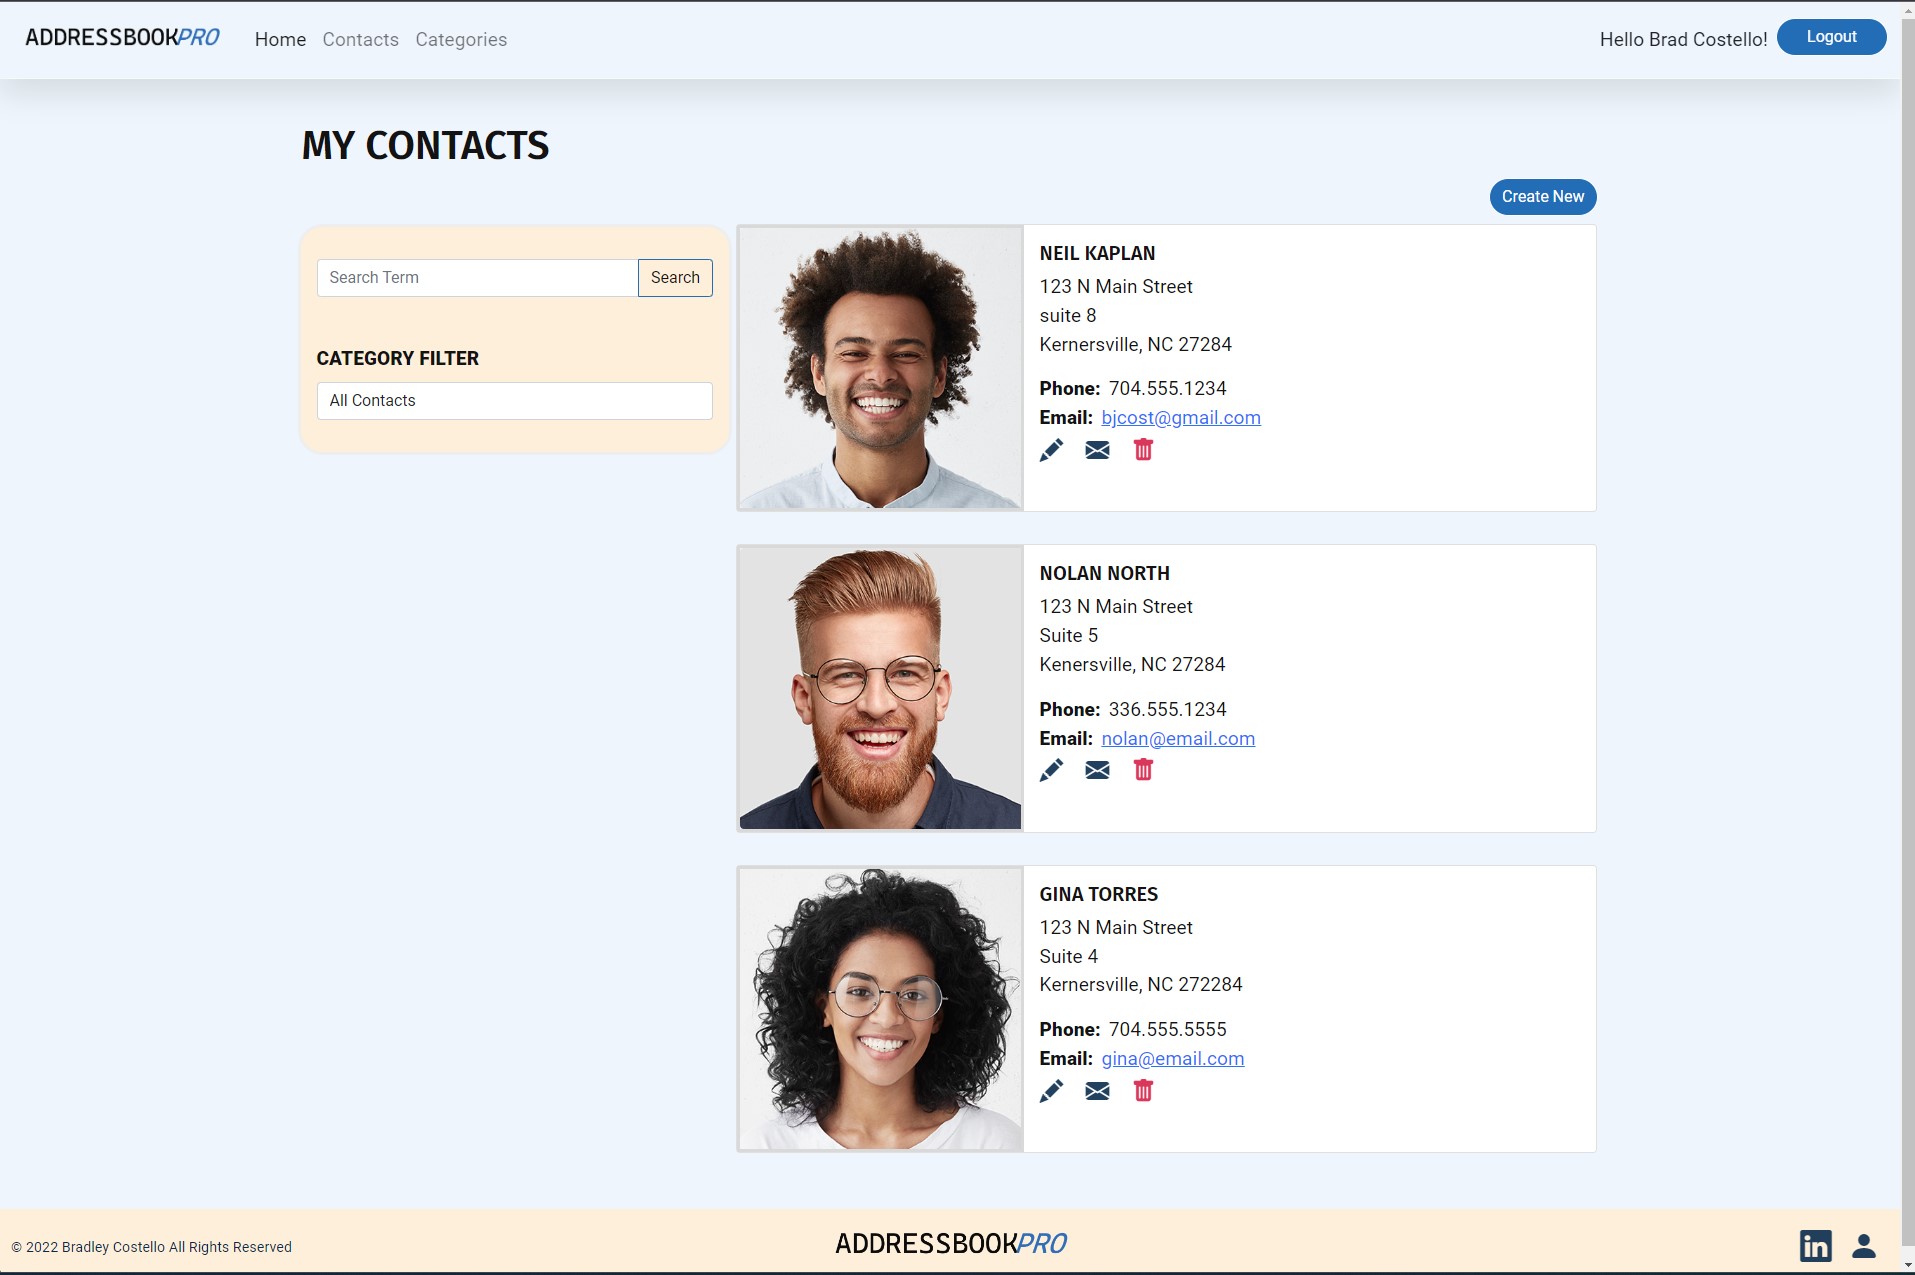 ADDRESSBOOKPRO Home Contacts Categories Hello Brad Costello! Logout
MY CONTACTS
Create New
Search Term Search
CATEGORY FILTER
All Contacts
NEIL KAPLAN
123 N Main Street
suite 8
Kernersville, NC 27284
Phone: 704.555.1234
Email: bjcost@gmail.com
NOLAN NORTH
123 N Main Street
Suite 5
Kenersville, NC 27284
Phone: 336.555.1234
Email: nolan@email.com
GINA TORRES
123 N Main Street
Suite 4
Kernersville, NC 272284
Phone: 704.555.5555
Email: gina@email.com
© 2022 Bradley Costello All Rights Reserved ADDRESSBOOKPRO in